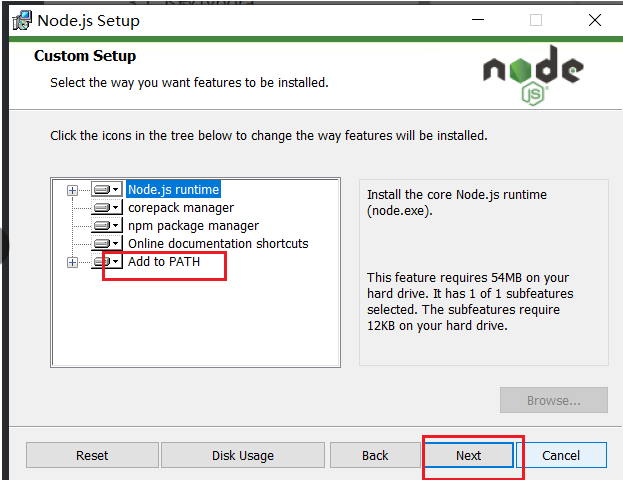 Node.js Setup
Custom Setup
Select the way you want features to be installed.
node
JS
Click the icons in the tree below to change the way features will be installed.
Node.js runtime
corepack manager
npm package manager
Online documentation shortcuts
Add to PATH
Install the core Node.js runtime
(node.exe).
This feature requires 54MB on your
hard drive. It has 1 of 1 subfeatures
selected. The subfeatures require
12KB on your hard drive.
Browse...
Reset
Disk Usage
Back
Next
Cancel